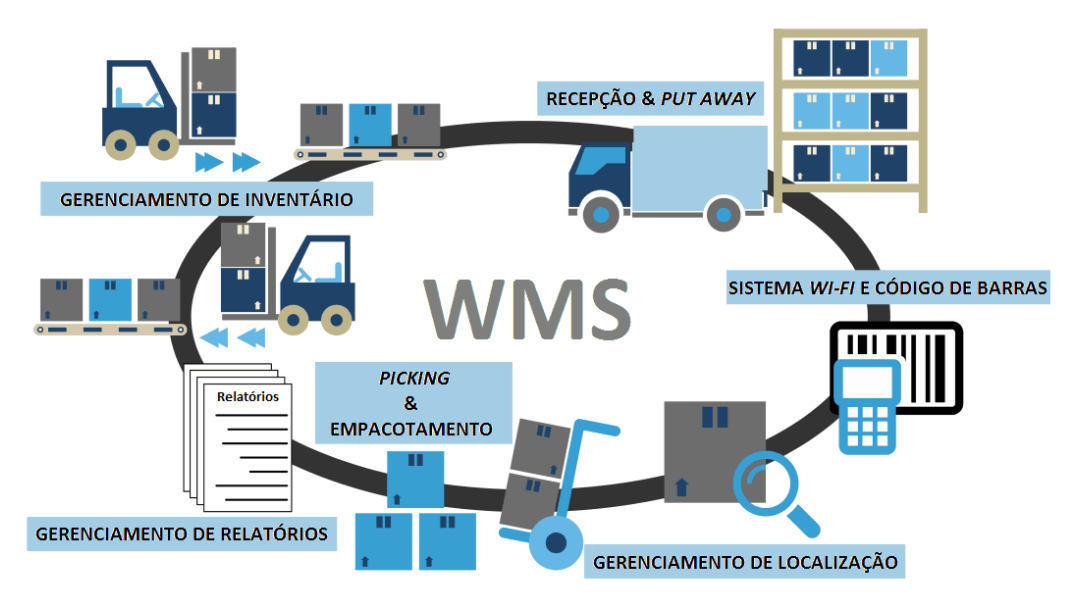 RECEPÇÃO & PUT AWAY
GERENCIAMENTO DE INVENTÁRIO
SISTEMA WI-FI E CÓDIGO DE BARRAS
WMS
PICKING
&
EMPACOTAMENTO
Relatórios
GERENCIAMENTO DE RELATÓRIOS
GERENCIAMENTO DE LOCALIZAÇÃO